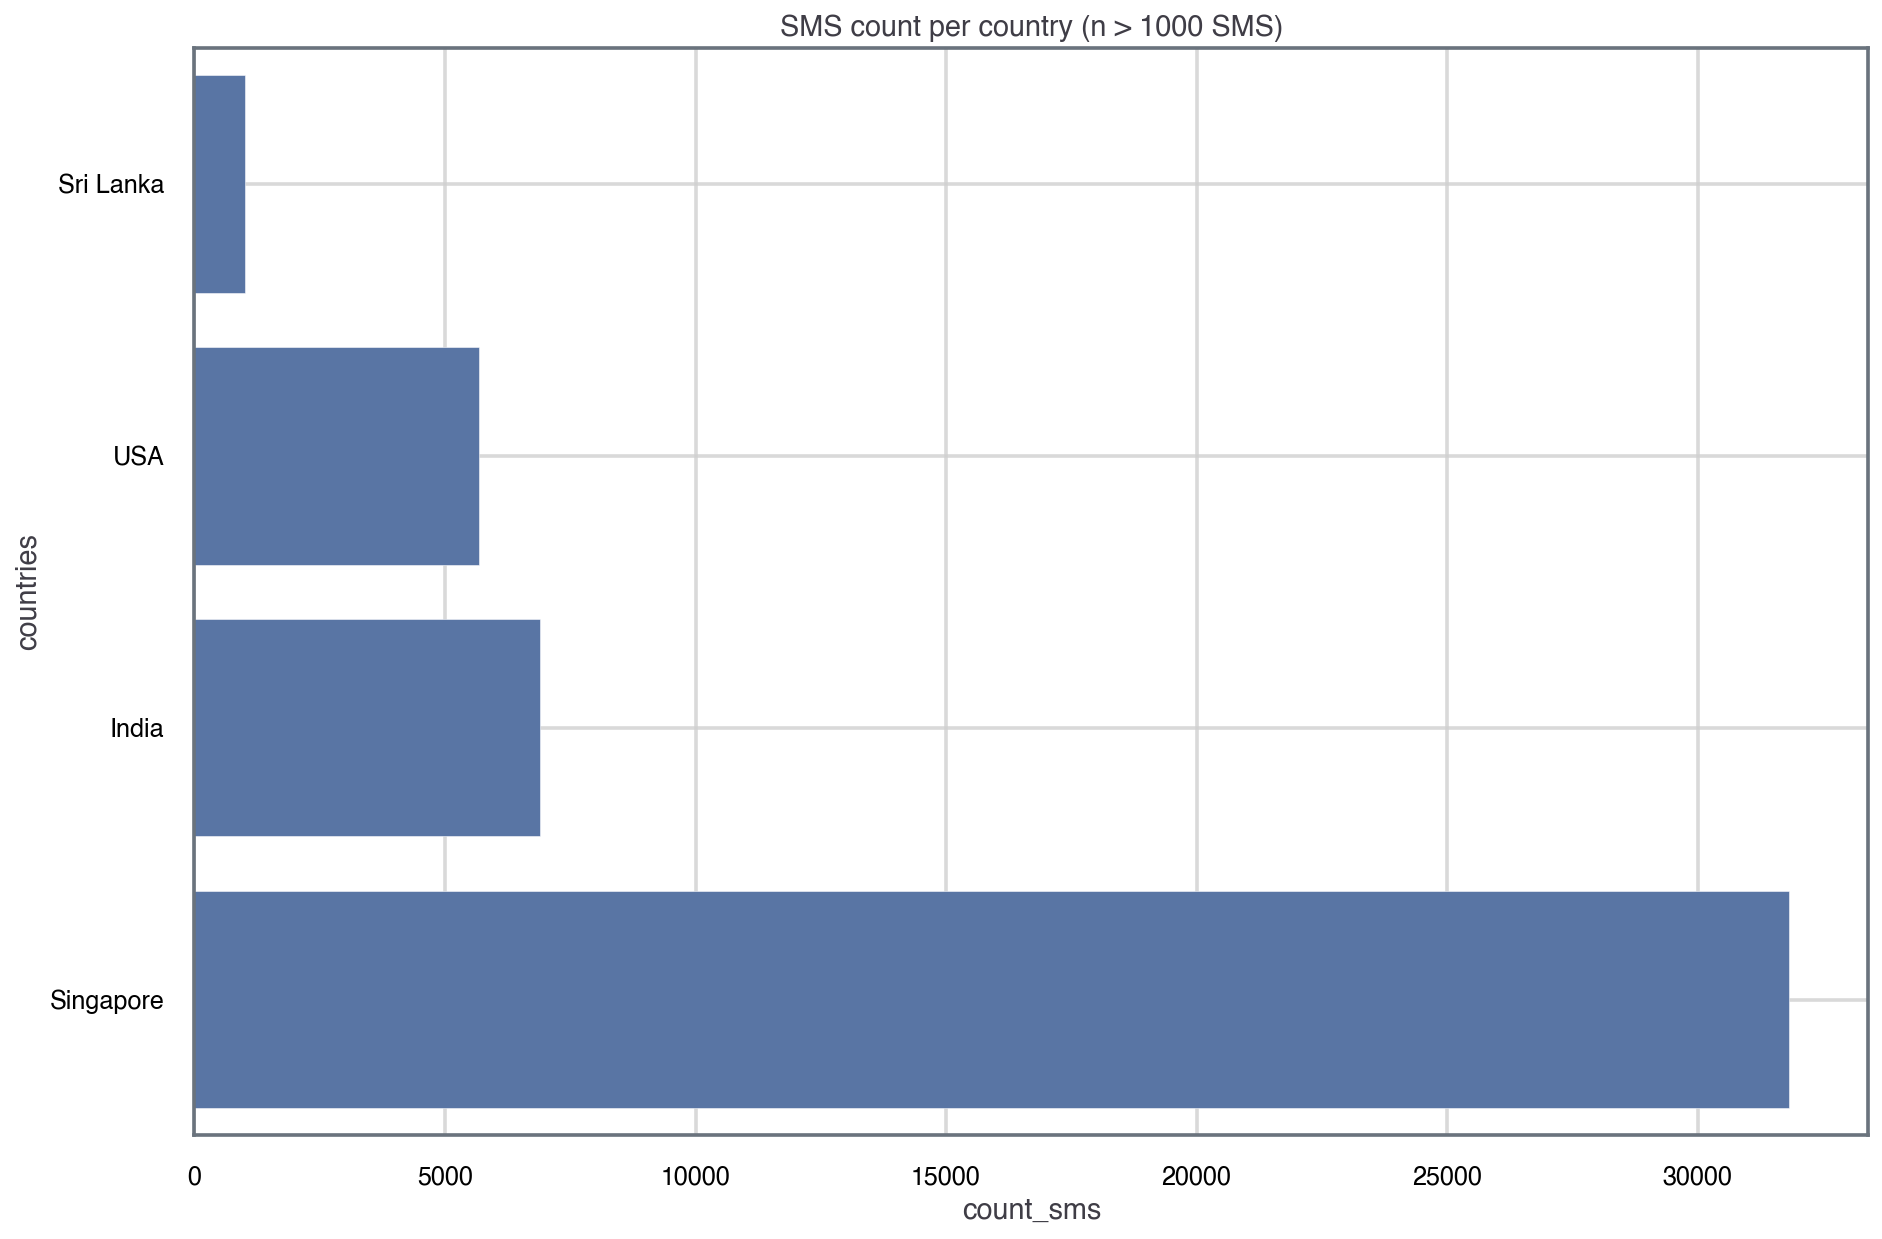 SMS count per country (n > 1000 SMS)
Sri Lanka
USA
India
Singapore
countries
0 5000 10000 15000 20000 25000 30000
count_sms